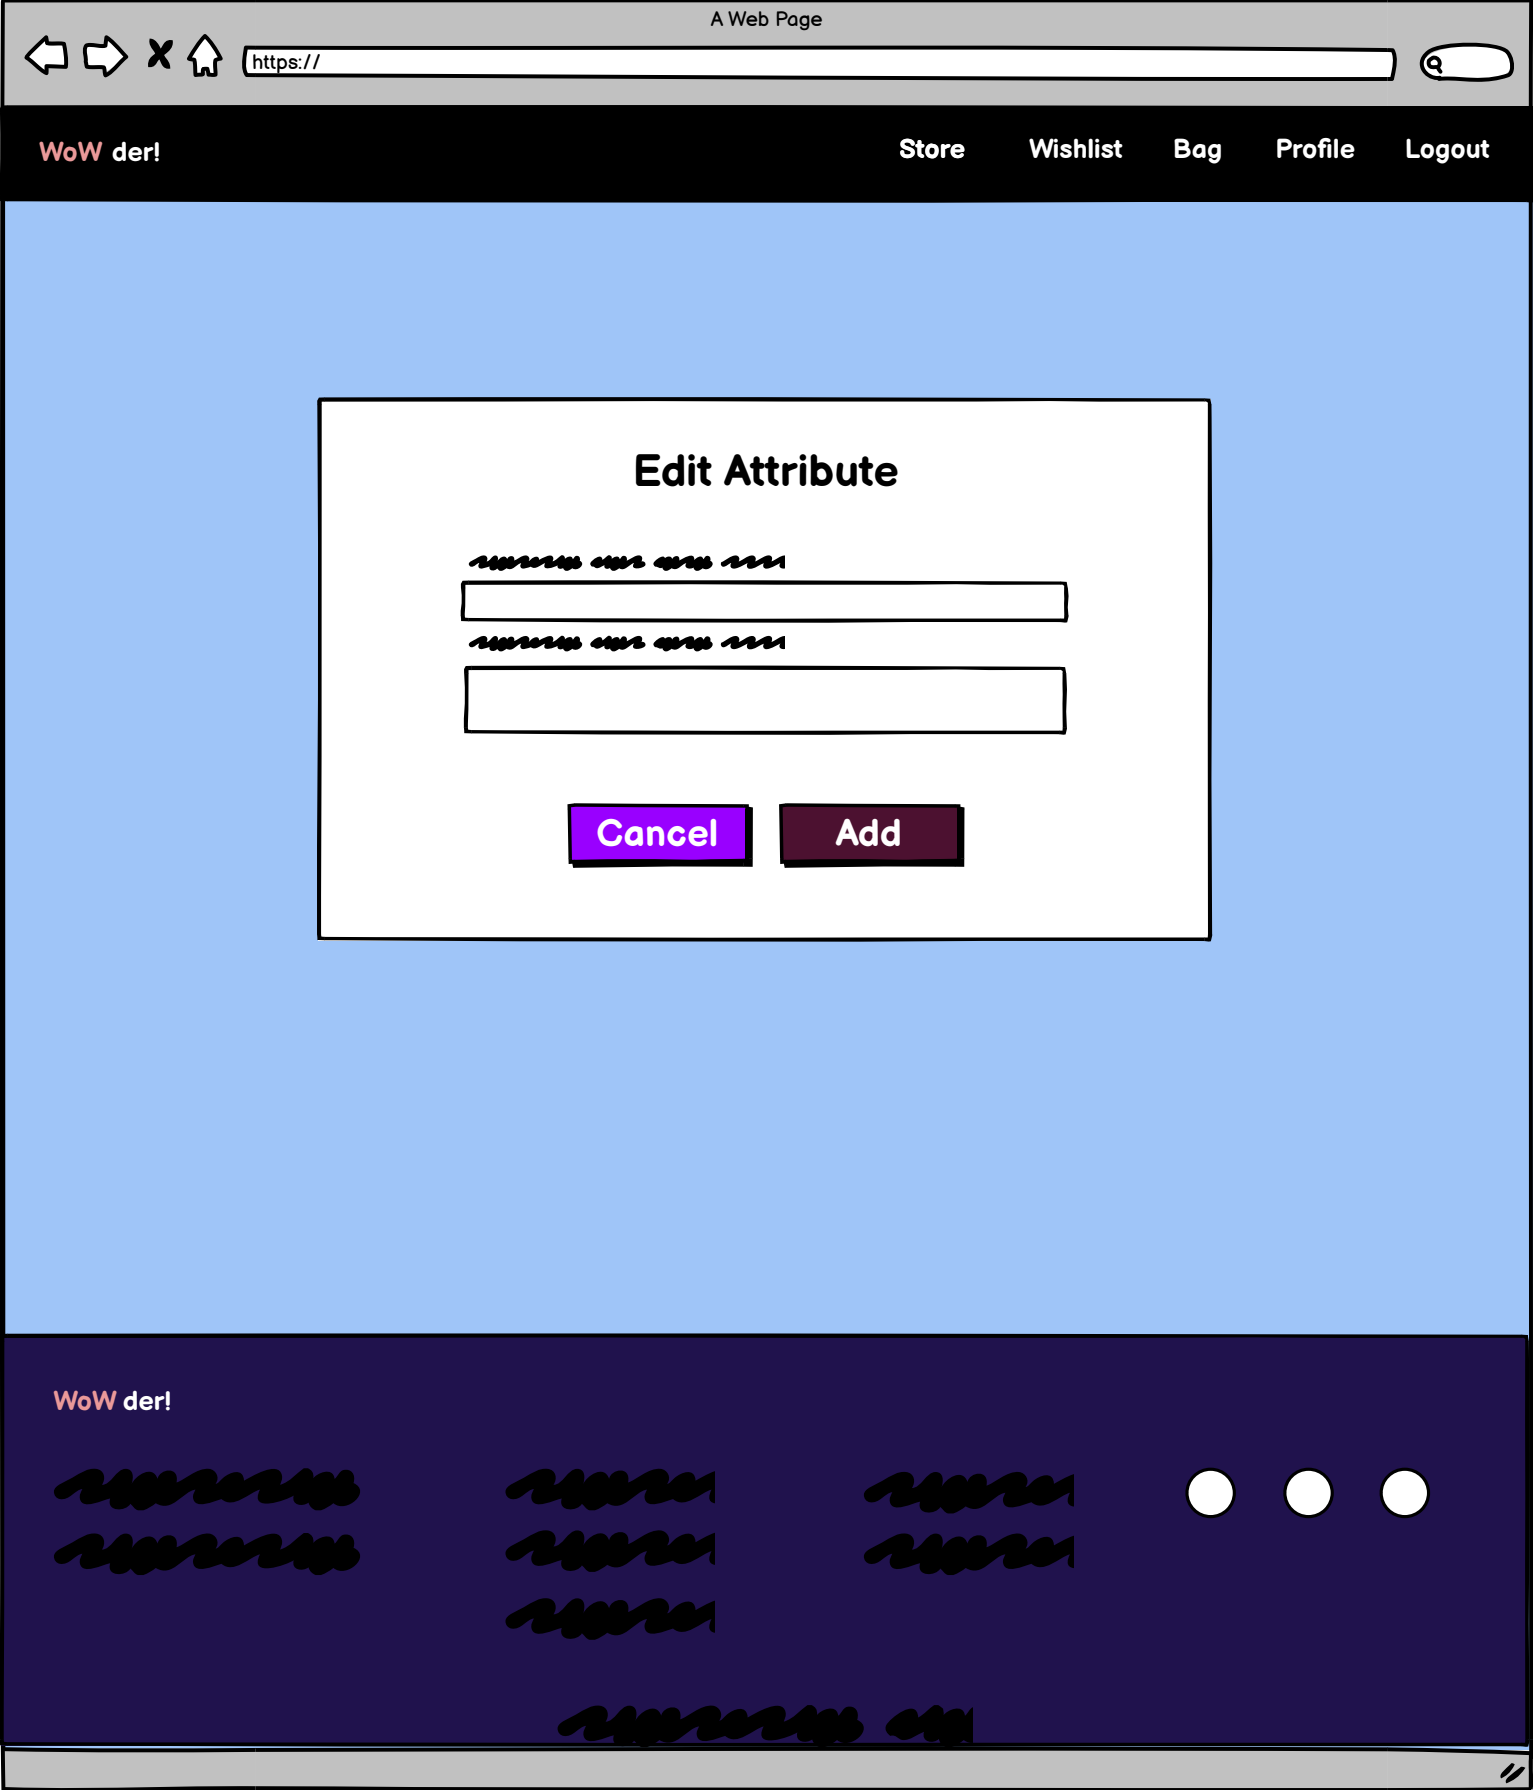 A Web Page
https://
WoW der!
Store Wishlist Bag Profile Logout
Edit Attribute
Cancel Add
WoW der!